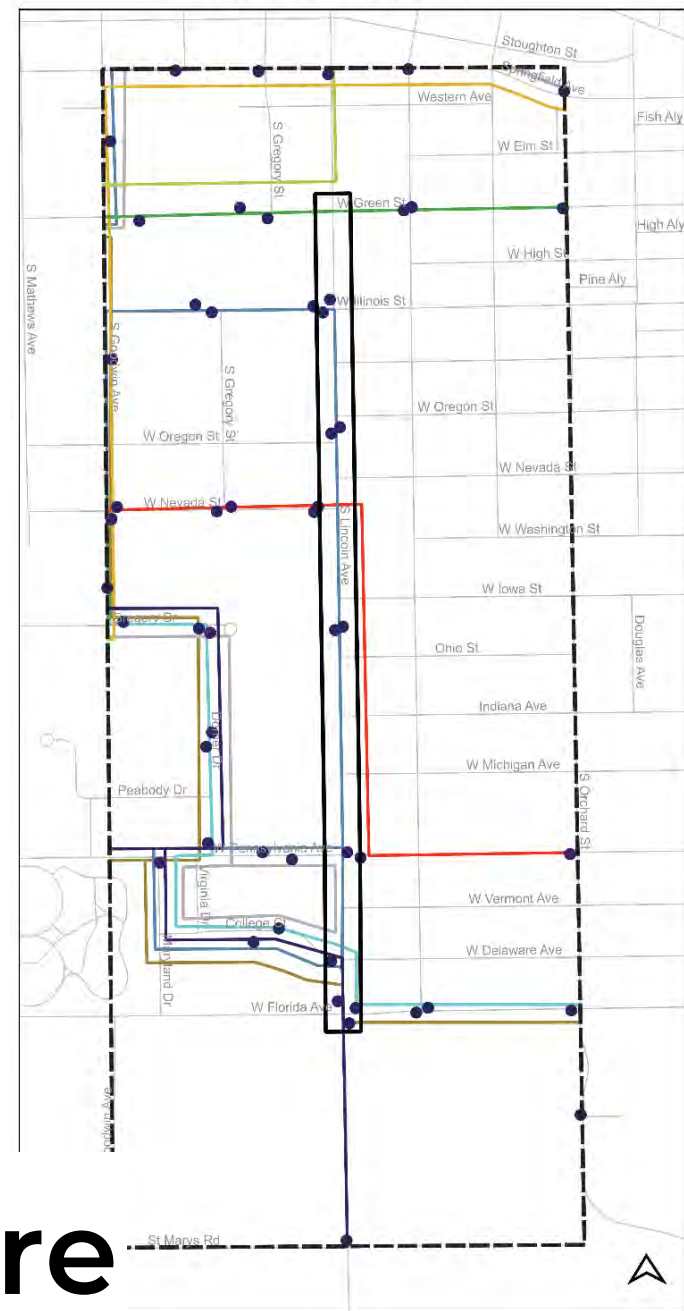 Stoughton St
Springfield Ave
Western Ave
Fish Aly
S Gregory St
W Elm St
W Green St
High Aly
W High St
S Mathews Ave
Pine Aly
W Illinois St
S Goodwin Ave
S Gregory St
W Oregon St
W Oregon St
W Nevada St
W Nevada St
S Lincoln Ave
W Washington St
W Iowa St
Gregory Dr
Douglas Ave
Ohio St
Indiana Ave
Dorner Dr
W Michigan Ave
S Orchard St
Peabody Dr
W Pennsylvania Ave
Virginia Dr
W Vermont Ave
College Ct
Maryland Dr
W Delaware Ave
W Florida Ave
St Marys Rd
re